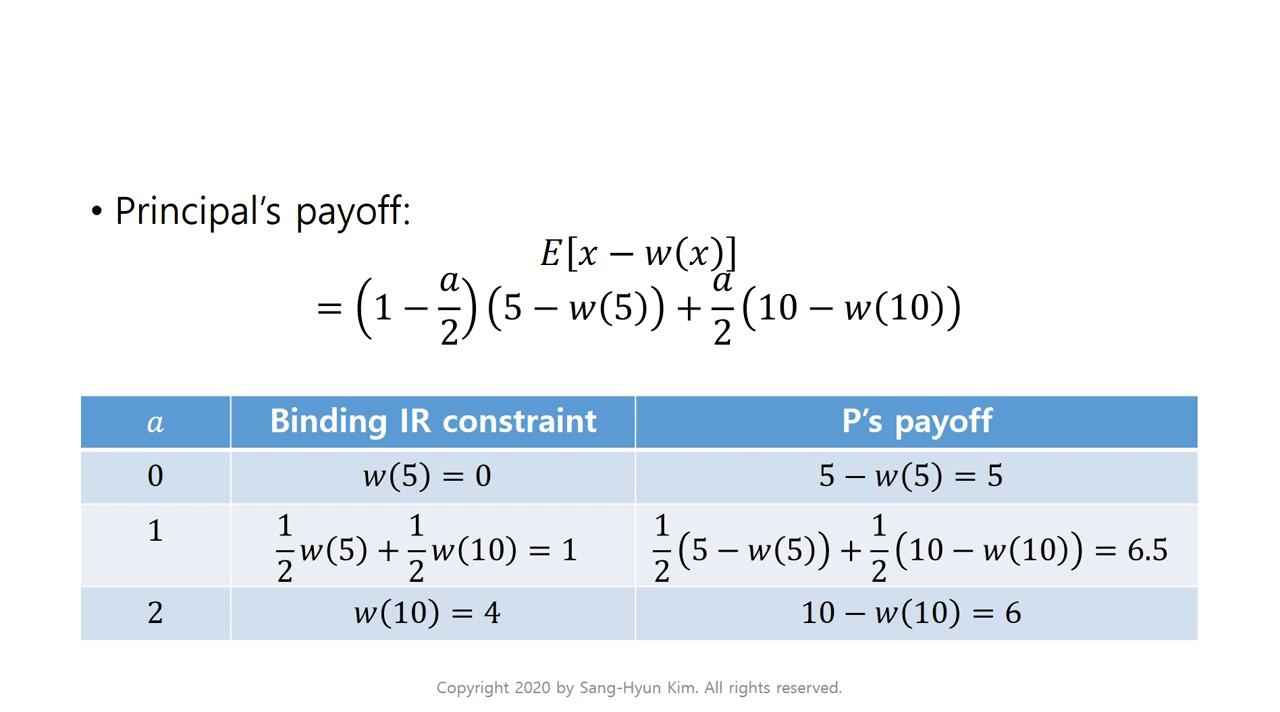 • Principal's payoff:
E[x − w(x)]
= (1 − a/2)(5 − w(5)) + a/2(10 − w(10))
a Binding IR constraint P's payoff
0 w(5) = 0 5 − w(5) = 5
1 1/2w(5) + 1/2w(10) = 1 1/2(5 − w(5)) + 1/2(10 − w(10)) = 6.5
2 w(10) = 4 10 − w(10) = 6
Copyright 2020 by Sang-Hyun Kim. All rights reserved.